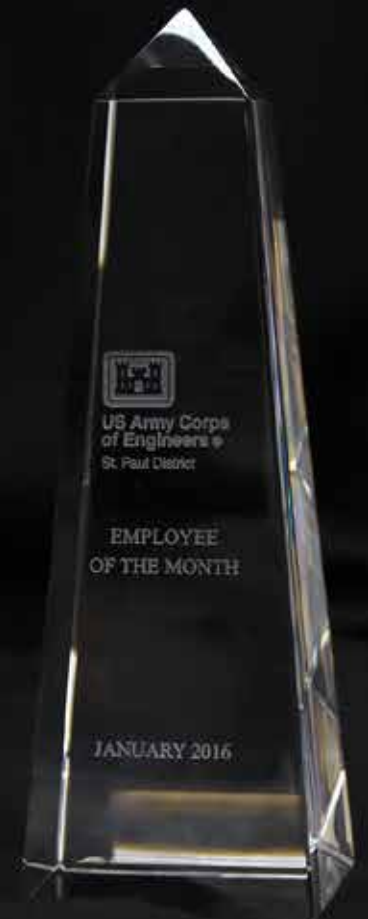 US Army Corps
of Engineers ®
St. Paul District
EMPLOYEE
OF THE MONTH
JANUARY 2016